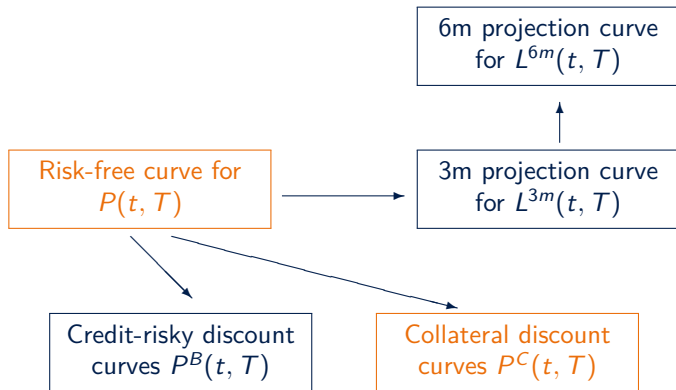 6m projection curve
for L^{6m}(t, T)
Risk-free curve for
P(t, T)
3m projection curve
for L^{3m}(t, T)
Credit-risky discount
curves P^B(t, T)
Collateral discount
curves P^C(t, T)